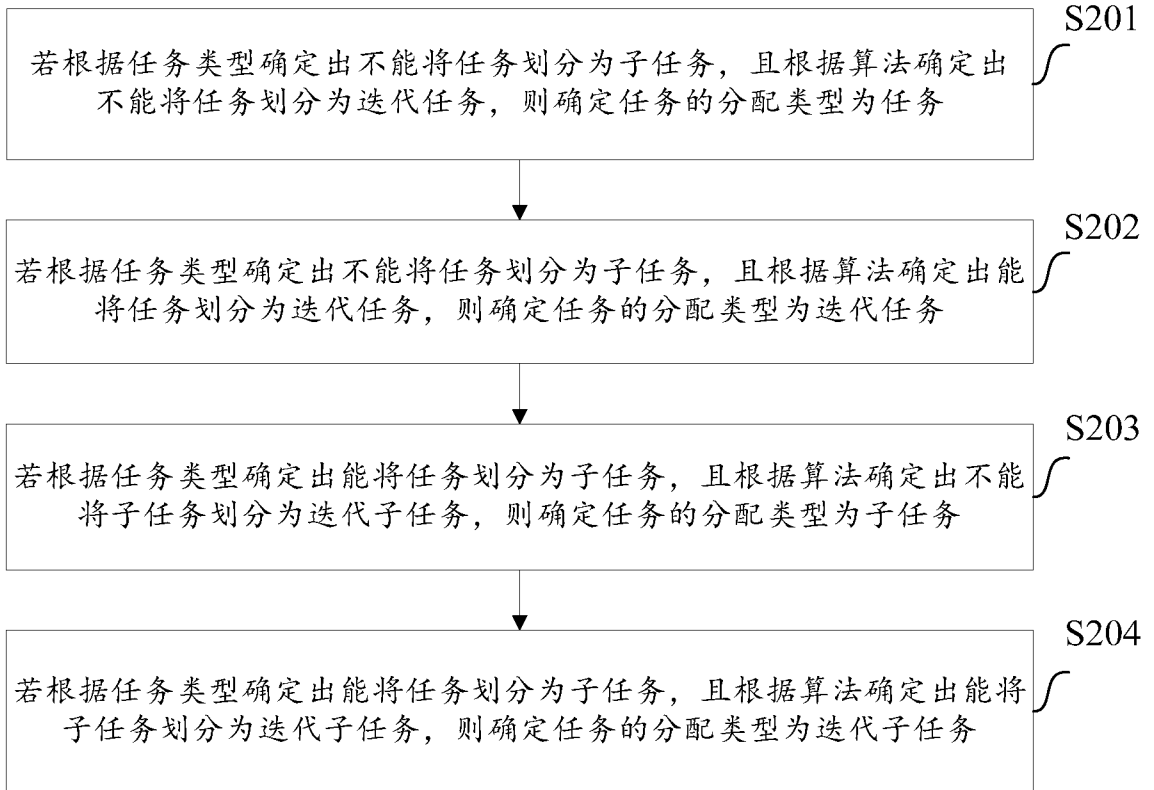 S201
若根据任务类型确定出不能将任务划分为子任务，且根据算法确定出
不能将任务划分为迭代任务，则确定任务的分配类型为任务
S202
若根据任务类型确定出不能将任务划分为子任务，且根据算法确定出能
将任务划分为迭代任务，则确定任务的分配类型为迭代任务
S203
若根据任务类型确定出能将任务划分为子任务，且根据算法确定出不能
将子任务划分为迭代子任务，则确定任务的分配类型为子任务
S204
若根据任务类型确定出能将任务划分为子任务，且根据算法确定出能将
子任务划分为迭代子任务，则确定任务的分配类型为迭代子任务